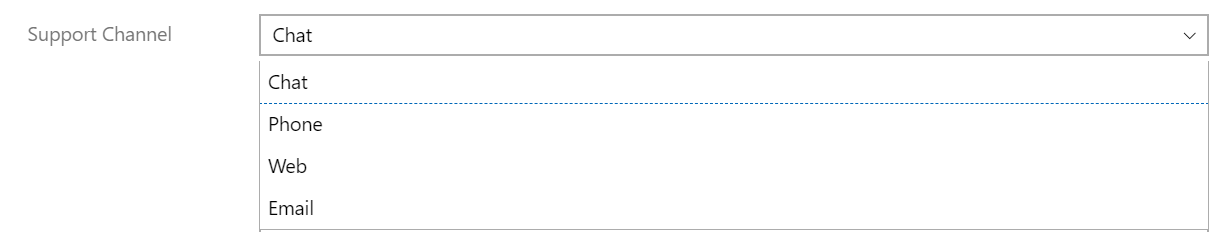 Support Channel Chat
Chat
Phone
Web
Email